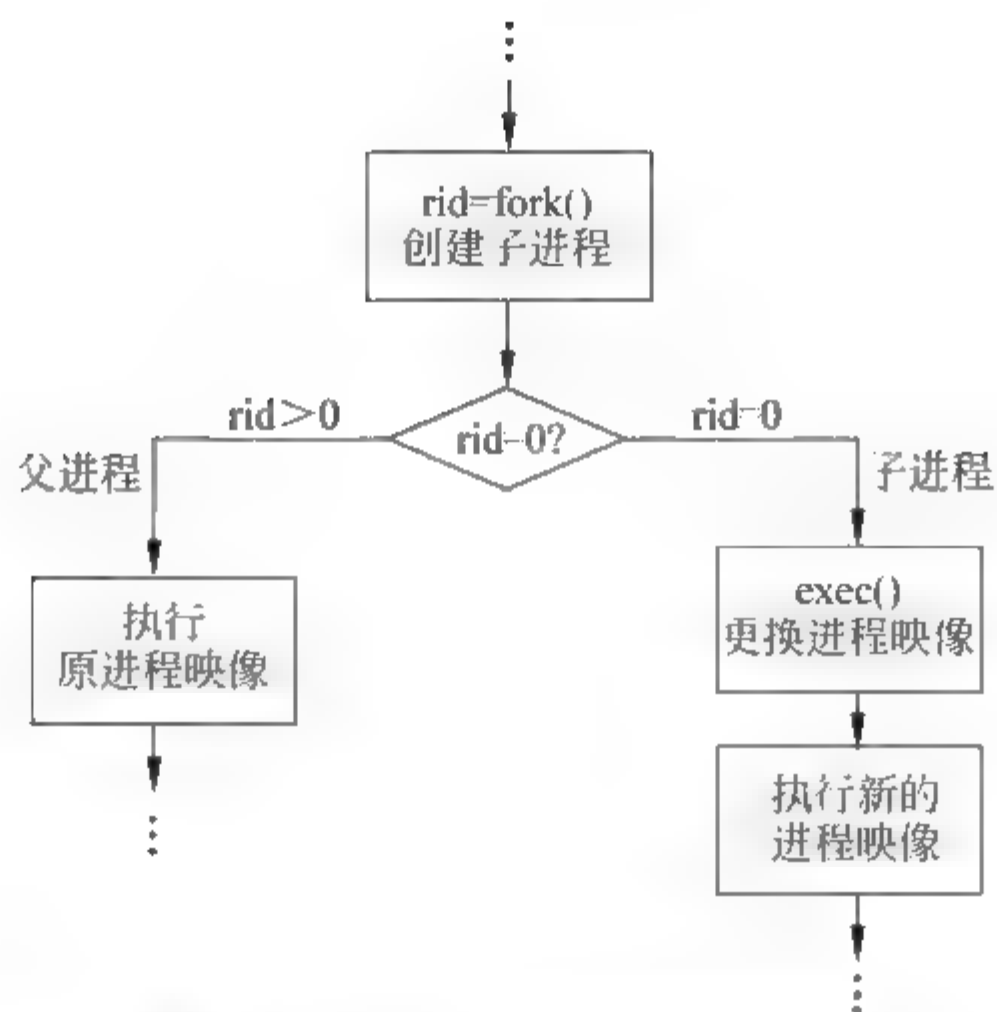 rid=fork()
创建子进程
rid=0?
rid>0
父进程
rid=0
子进程
执行
原进程映像
exec()
更换进程映像
执行新的
进程映像